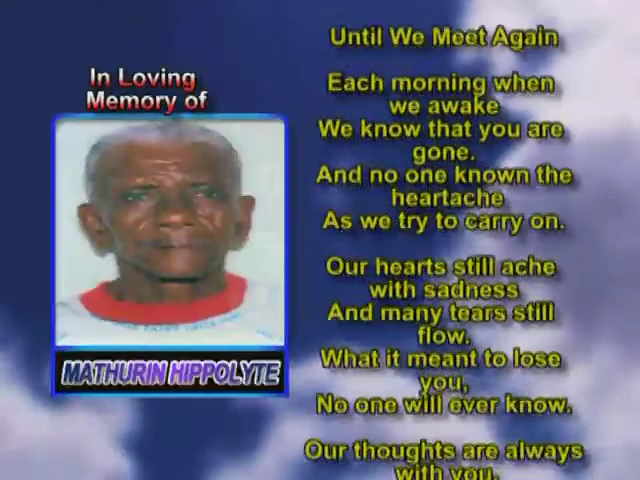 In Loving
Memory of
MATHURIN HIPPOLYTE
Until We Meet Again
Each morning when
we awake
We know that you are
gone.
And no one known the
heartache
As we try to carry on.
Our hearts still ache
with sadness
And many tears still
flow.
What it meant to lose
you,
No one will ever know.
Our thoughts are always
with you,